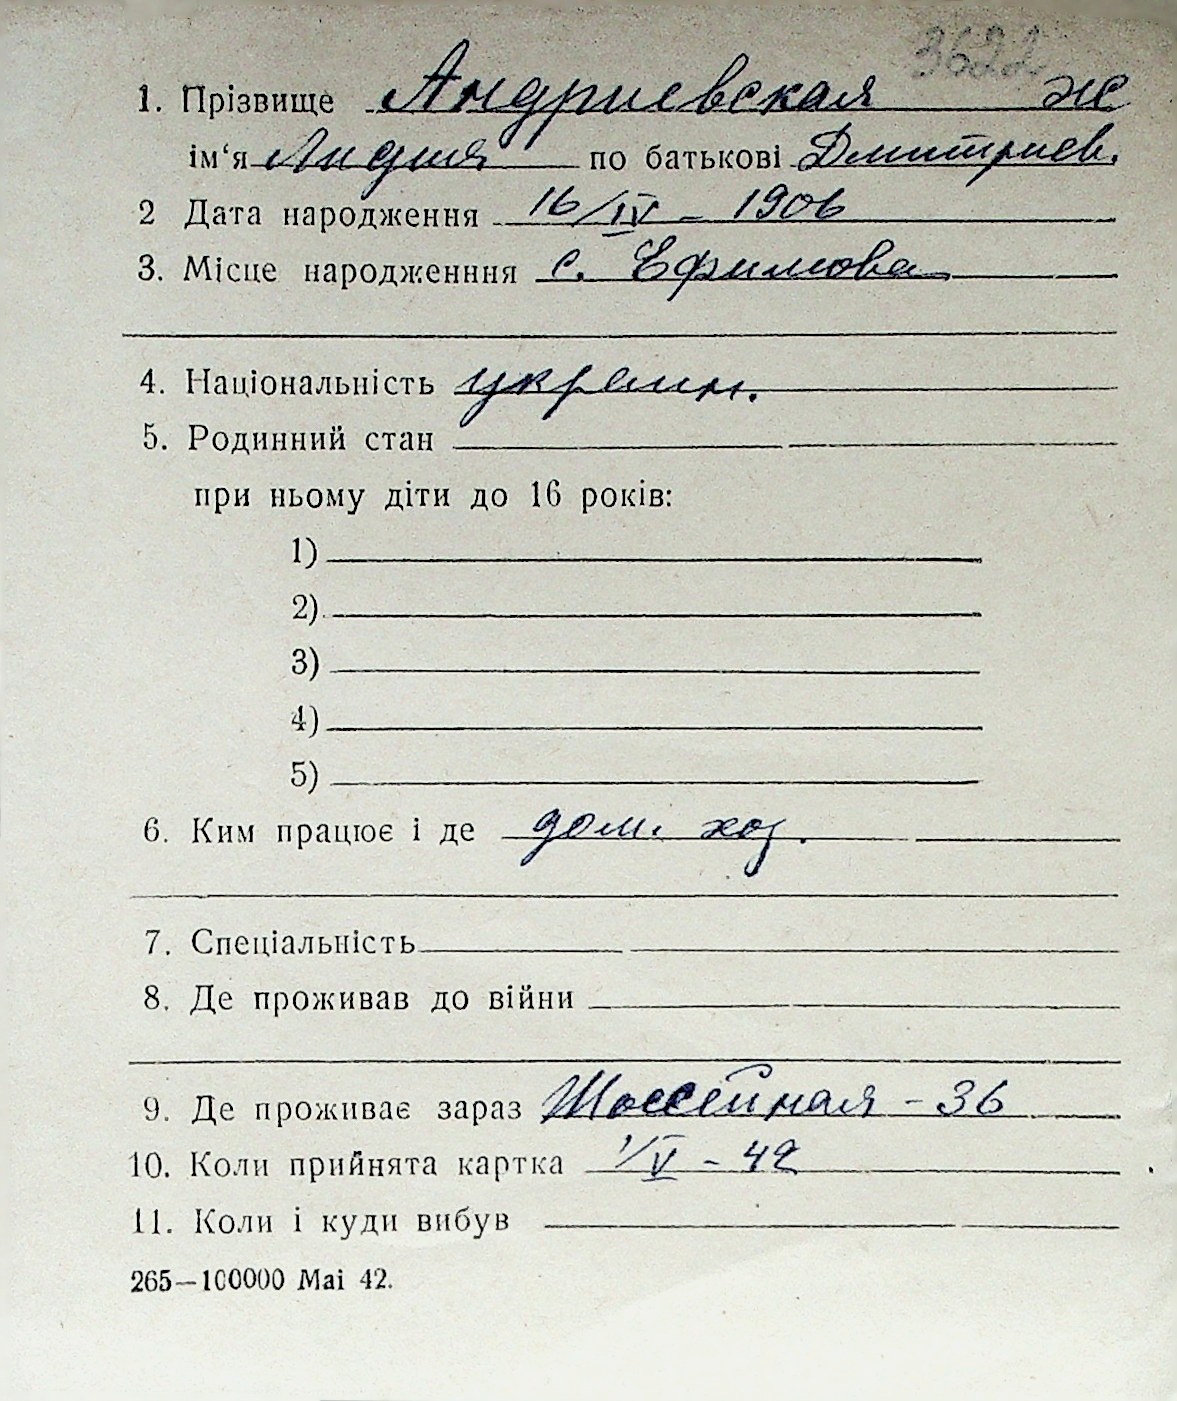 3622
1. Прізвище Андриевская ж
ім‘я Лидия по батькові Дмитриев.
2 Дата народження 16/IV - 1906
3. Місце народженння с. Ефимова
4. Національність украин.
5. Родинний стан
при ньому діти до 16 років:
1)
2)
3)
4)
5)
6. Ким працює і де дом. хоз.
7. Спеціальність
8. Де проживав до війни
9. Де проживає зараз Шоссейная - 36
10. Коли прийнята картка 1/V - 42
11. Коли і куди вибув
265—100000 Mai 42.